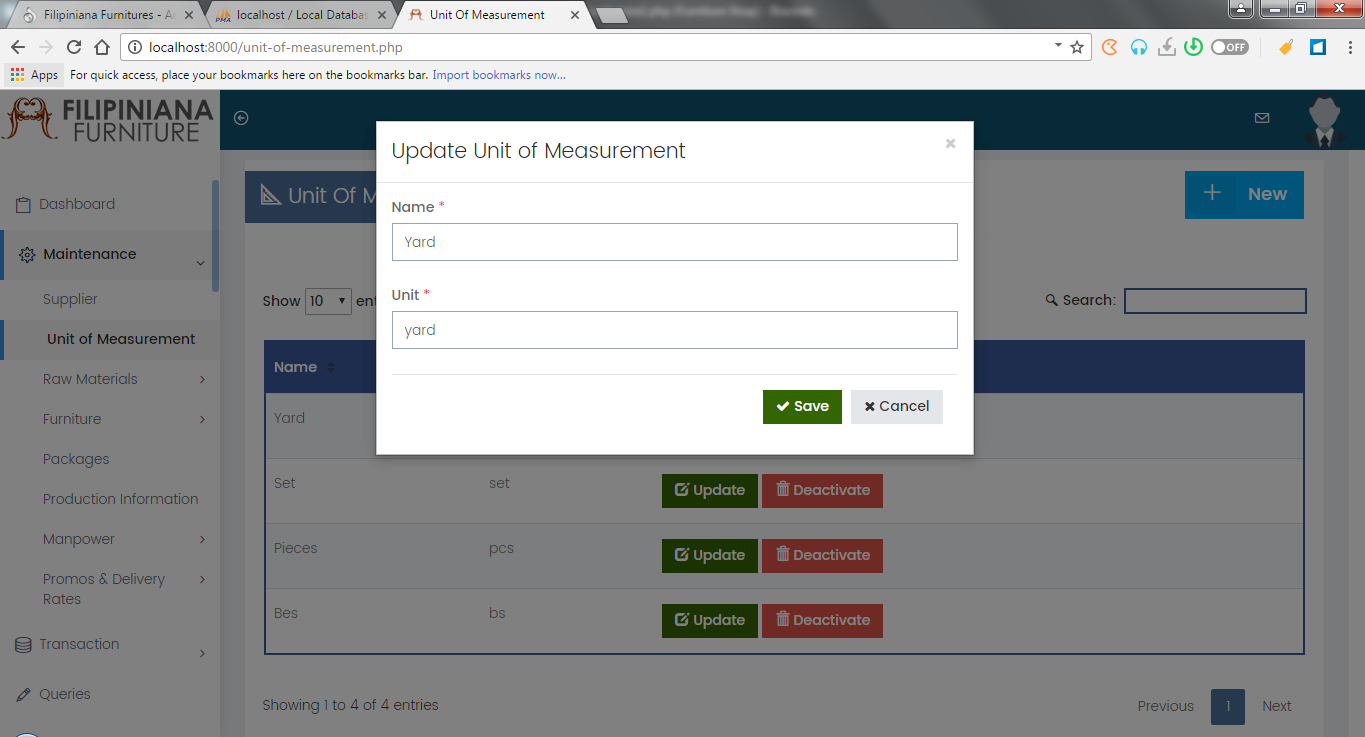 Filipiniana Furnitures - Ac
localhost / Local Databas
Unit Of Measurement
localhost:8000/unit-of-measurement.php
OFF
Apps
For quick access, place your bookmarks here on the bookmarks bar. Import bookmarks now...
FILIPINIANA
FURNITURE
Dashboard
Maintenance
Supplier
Unit of Measurement
Raw Materials
Furniture
Packages
Production Information
Manpower
Promos & Delivery
Rates
Transaction
Queries
Unit Of M
+ New
Show 10 ent
Search:
Name
Yard
Set set Update Deactivate
Pieces pcs Update Deactivate
Bes bs Update Deactivate
Showing 1 to 4 of 4 entries
Previous 1 Next
Update Unit of Measurement
×
Name *
Yard
Unit *
yard
Save Cancel